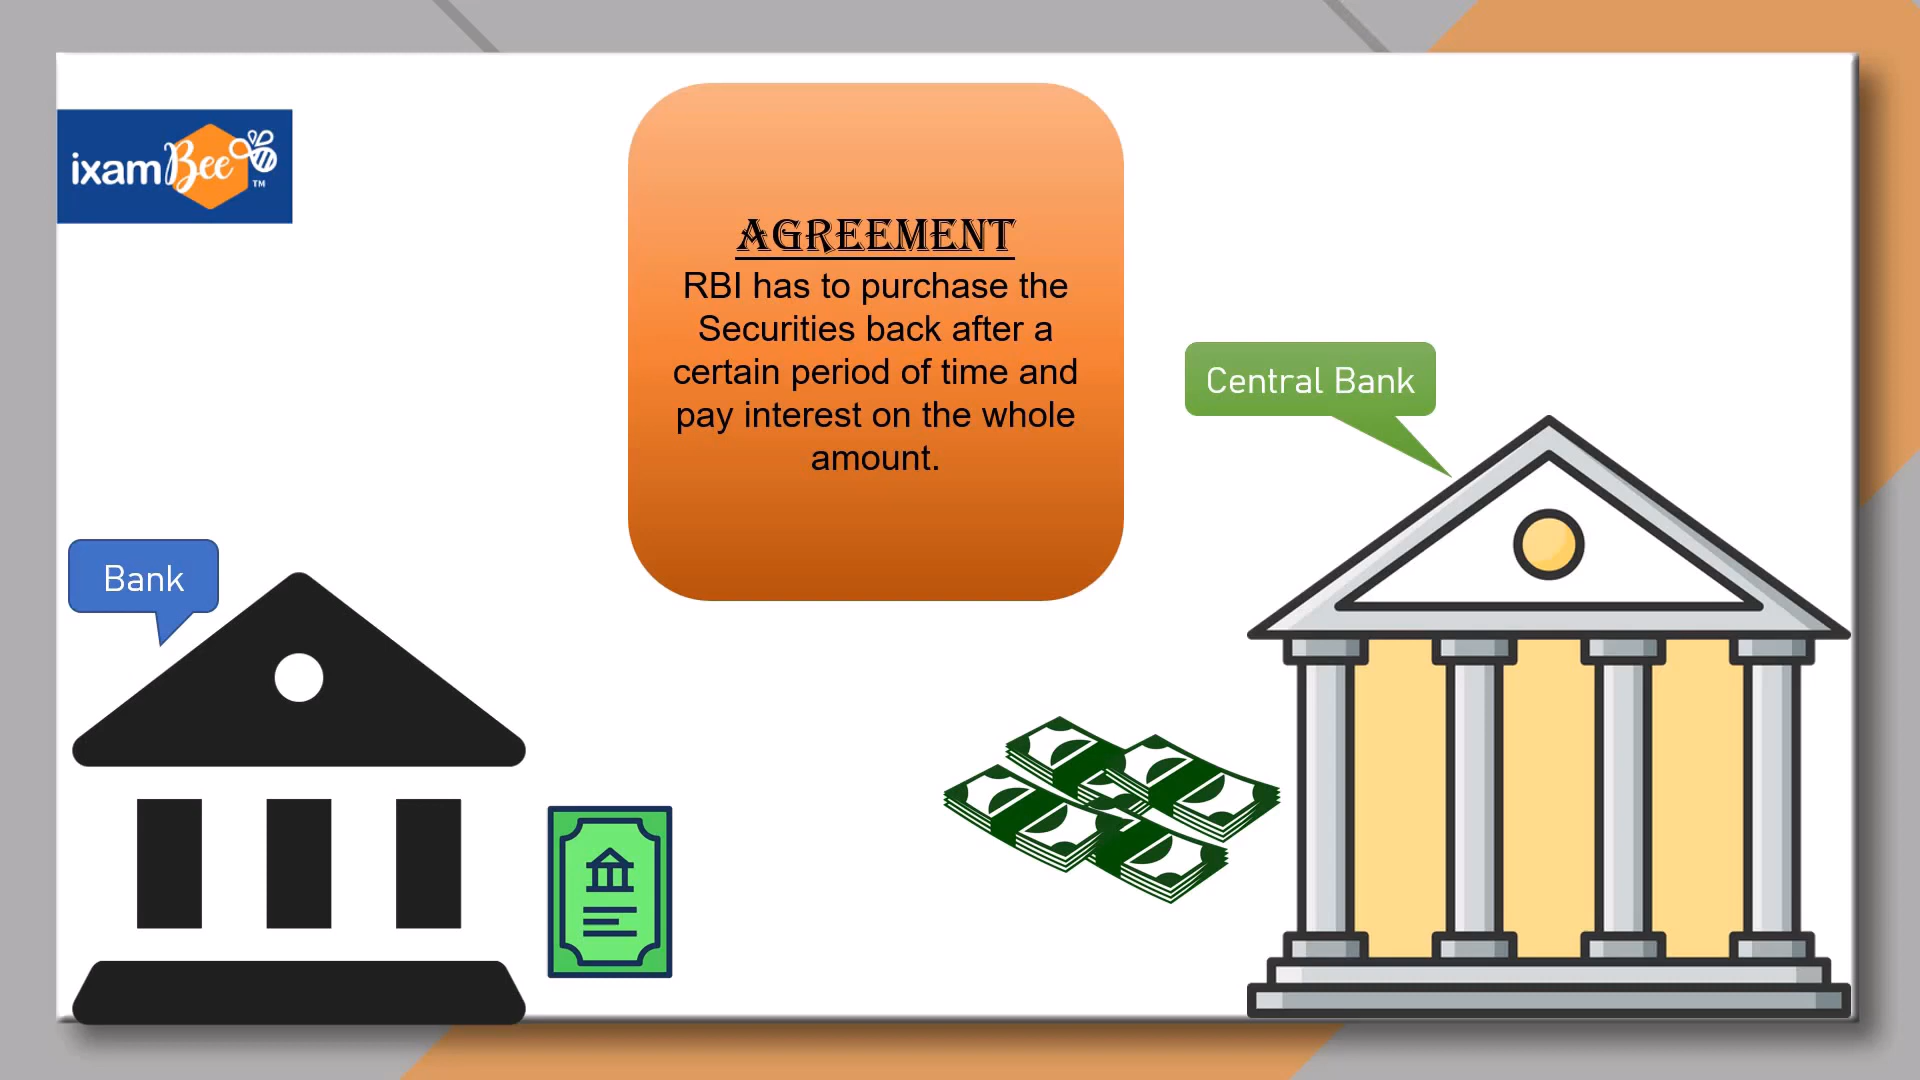 ixamBee
TM
AGREEMENT
RBI has to purchase the
Securities back after a
certain period of time and
pay interest on the whole
amount.
Central Bank
Bank